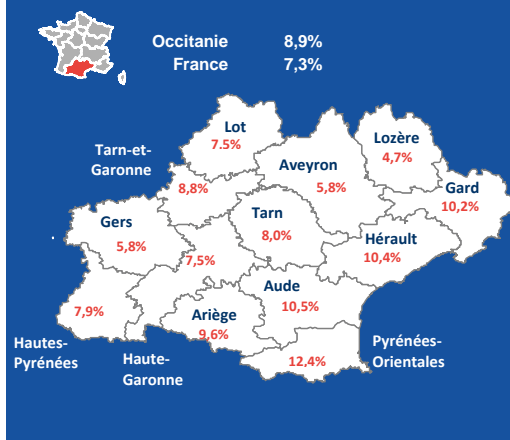 Occitanie 8,9%
France 7,3%
Lot
7.5%
Lozère
4,7%
Tarn-et-
Garonne
8,8%
Aveyron
5,8%
Gard
10,2%
Gers
5,8%
Tarn
8,0%
Hérault
10,4%
7,5%
Aude
10,5%
7,9%
Ariège
9,6%
Hautes-
Pyrénées
Haute-
Garonne
12,4%
Pyrénées-
Orientales